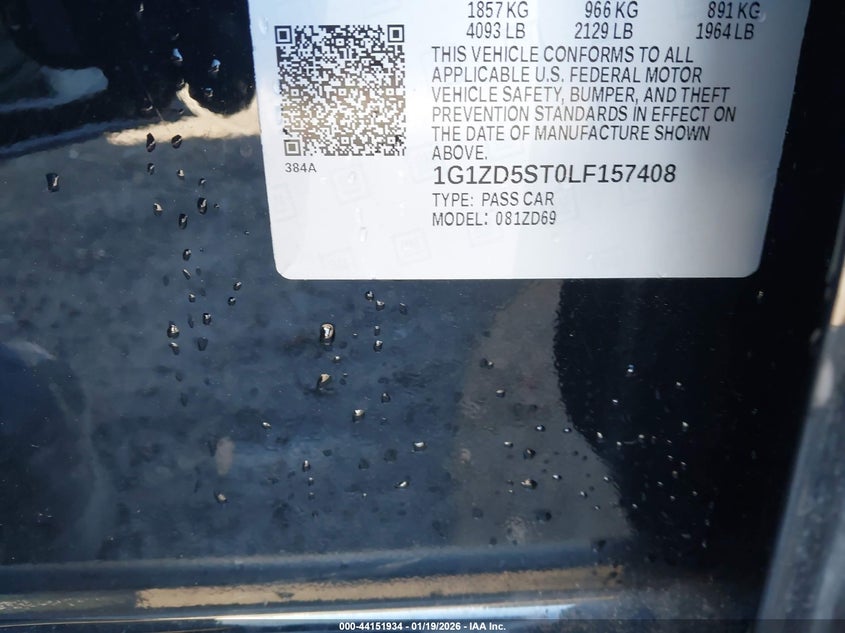 1857 KG 966 KG 891 KG
4093 LB 2129 LB 1964 LB
THIS VEHICLE CONFORMS TO ALL
APPLICABLE U.S. FEDERAL MOTOR
VEHICLE SAFETY, BUMPER, AND THEFT
PREVENTION STANDARDS IN EFFECT ON
THE DATE OF MANUFACTURE SHOWN
ABOVE.
384A
1G1ZD5ST0LF157408
TYPE: PASS CAR
MODEL: 081ZD69
000-44151934 - 01/19/2026 - IAA Inc.